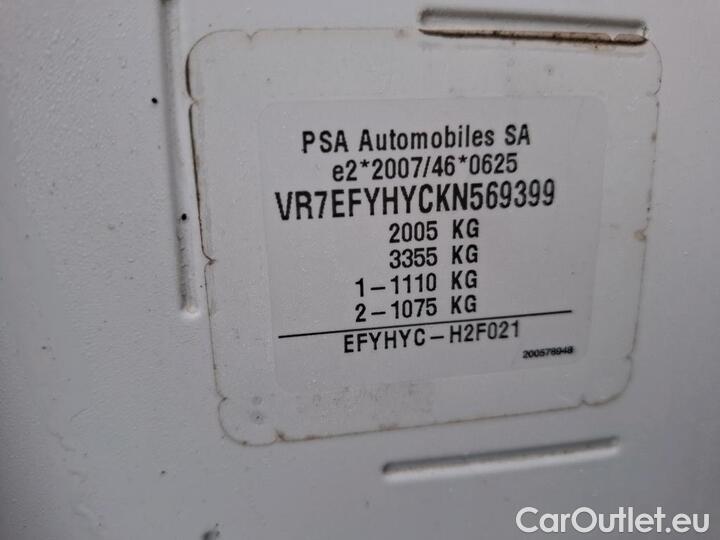 PSA Automobiles SA
e2*2007/46*0625
VR7EFYHYCKN569399
2005 KG
3355 KG
1-1110 KG
2-1075 KG
EFYHYC-H2F021
200578948
CarOutlet.eu